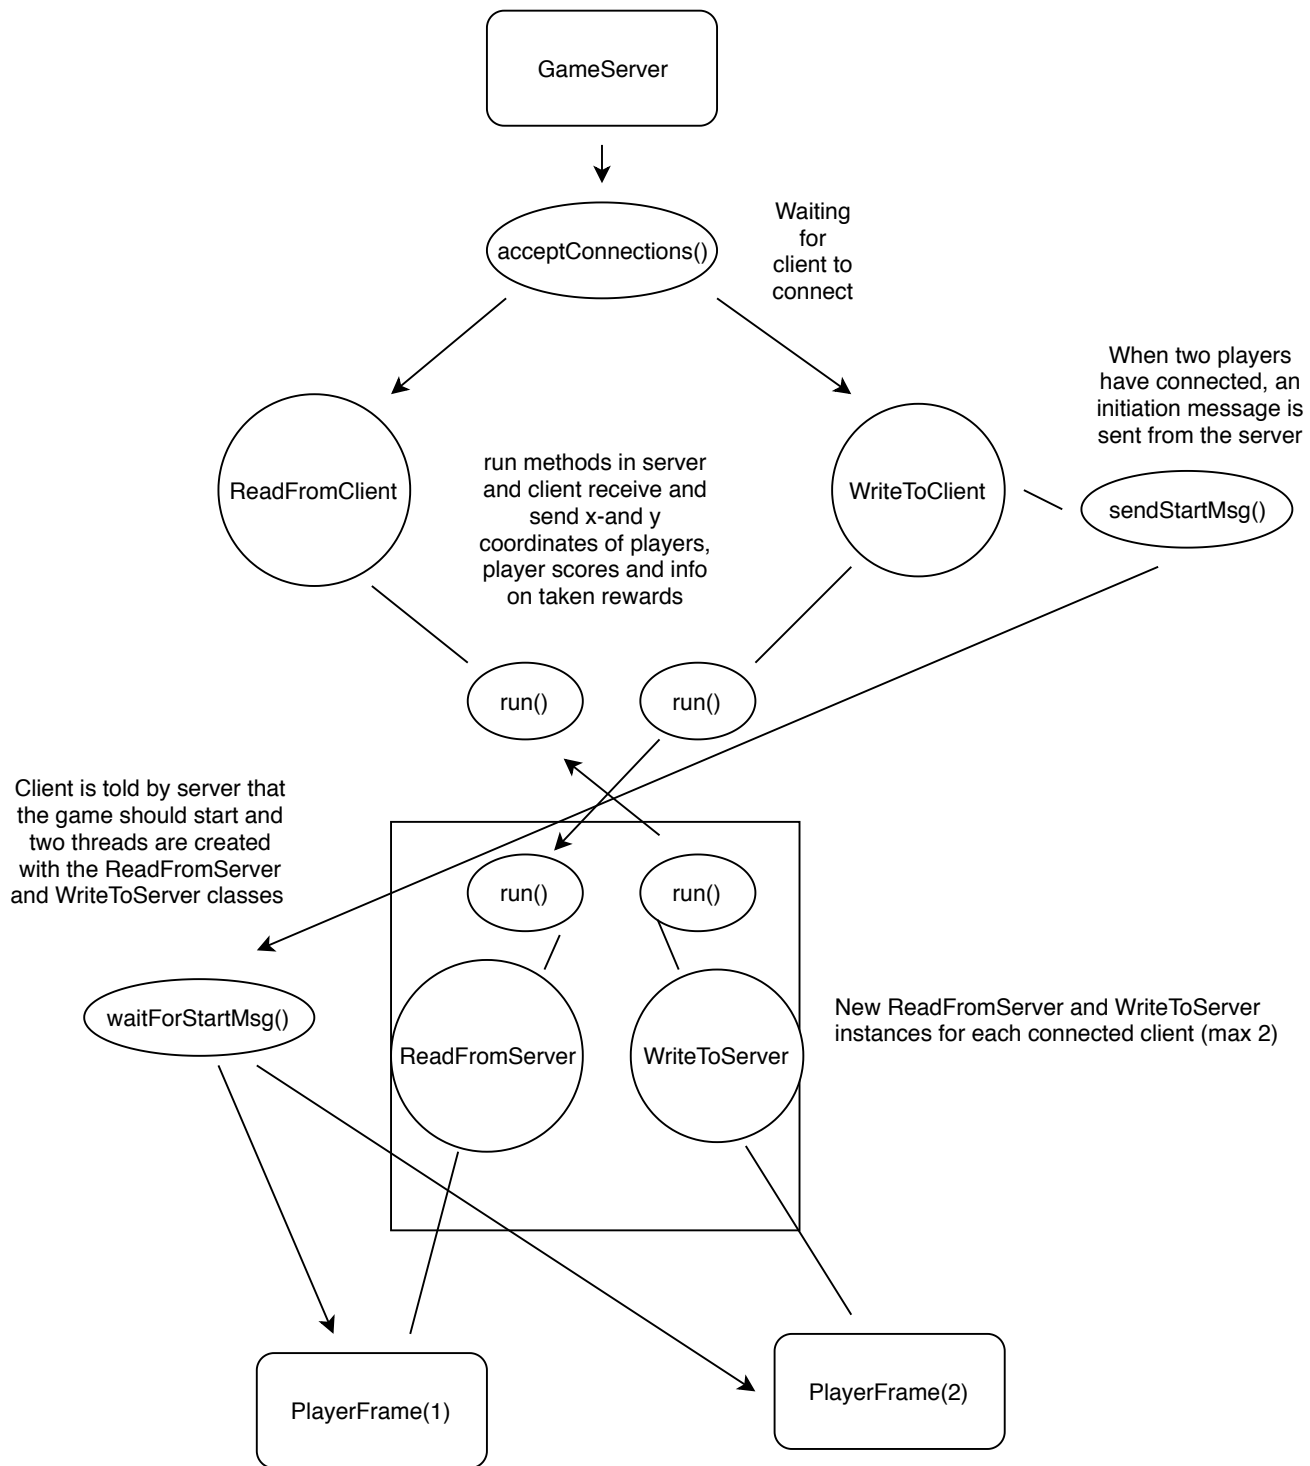 GameServer
acceptConnections()
Waiting
for
client to
connect
When two players
have connected, an
initiation message is
sent from the server
ReadFromClient
run methods in server
and client receive and
send x-and y
coordinates of players,
player scores and info
on taken rewards
WriteToClient
sendStartMsg()
run()
run()
Client is told by server that
the game should start and
two threads are created
with the ReadFromServer
and WriteToServer classes
run()
run()
waitForStartMsg()
ReadFromServer
WriteToServer
New ReadFromServer and WriteToServer
instances for each connected client (max 2)
PlayerFrame(1)
PlayerFrame(2)